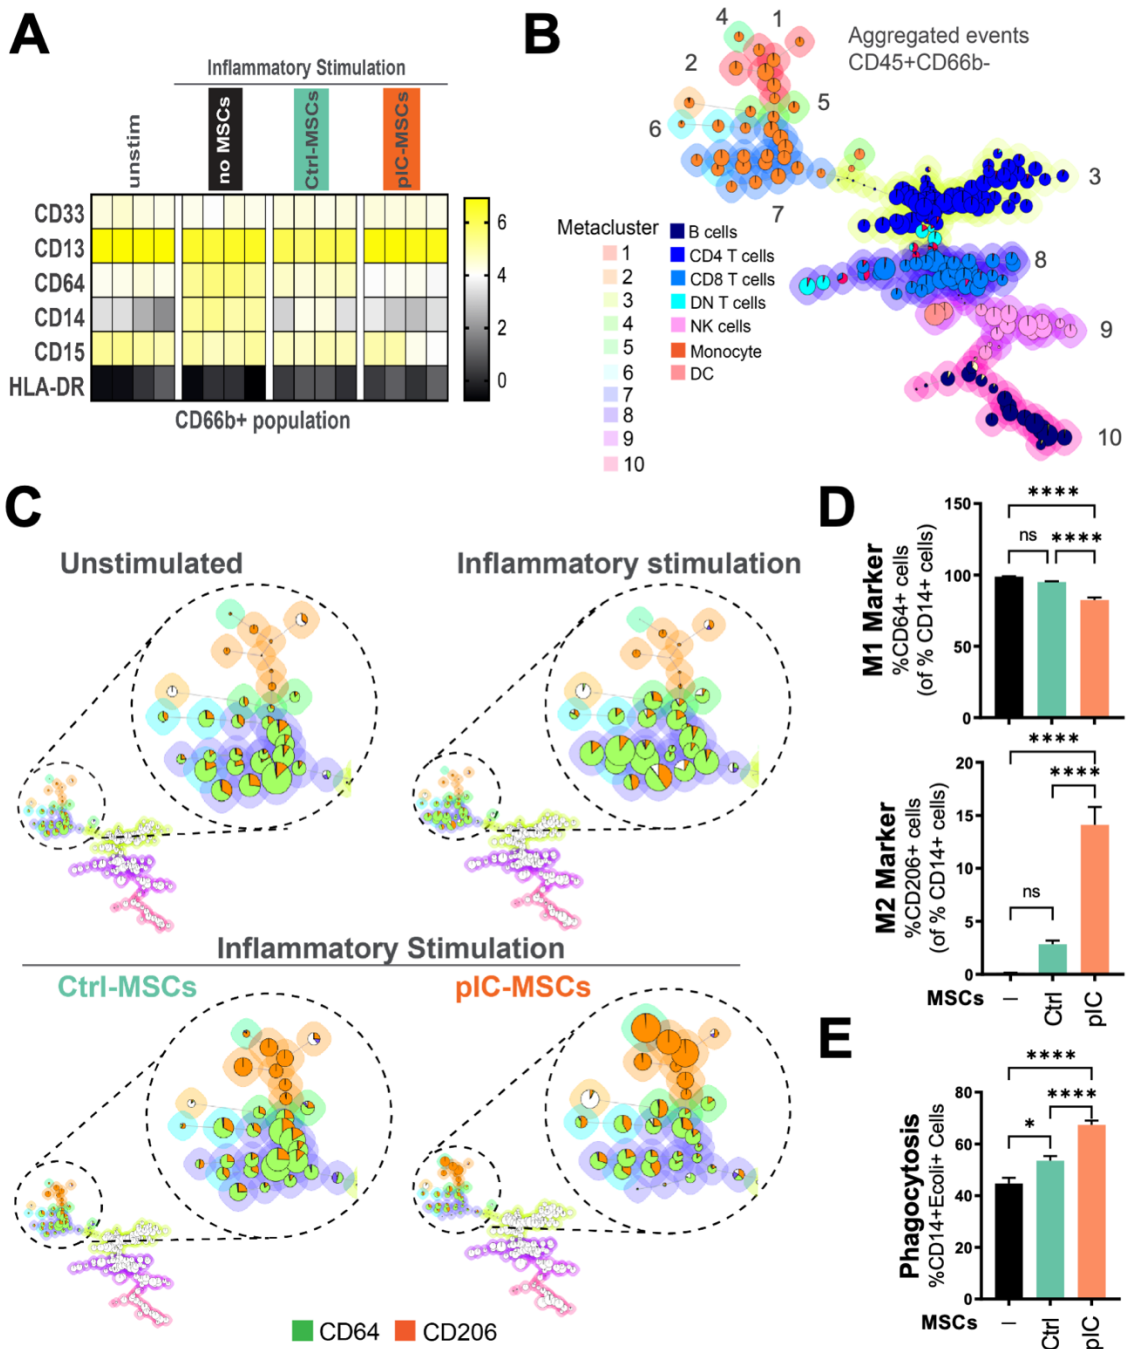 A
Inflammatory Stimulation
unstim
no MSCs
Ctrl-MSCs
pIC-MSCs
CD33
CD13
CD64
CD14
CD15
HLA-DR
6
4
2
0
CD66b+ population
B
Aggregated events
CD45+CD66b-
4
1
2
5
6
7
3
8
9
10
Metacluster
1
2
3
4
5
6
7
8
9
10
B cells
CD4 T cells
CD8 T cells
DN T cells
NK cells
Monocyte
DC
C
Unstimulated
Inflammatory stimulation
Inflammatory Stimulation
Ctrl-MSCs
pIC-MSCs
CD64
CD206
D
M1 Marker
%CD64+ cells
(of % CD14+ cells)
150
100
50
0
****
ns
****
M2 Marker
%CD206+ cells
(of % CD14+ cells)
20
15
10
5
0
****
****
ns
MSCs
–
Ctrl
pIC
E
Phagocytosis
%CD14+Ecoli+ Cells
80
60
40
20
0
****
****
*
MSCs
–
Ctrl
pIC